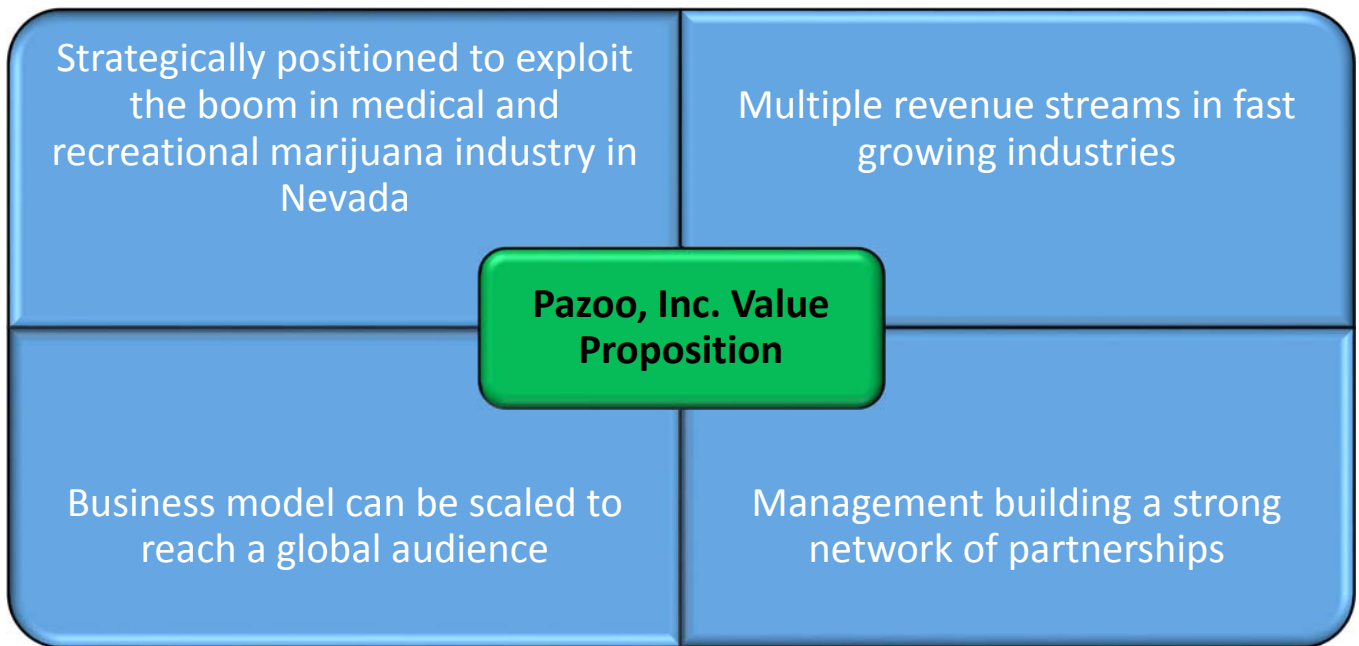 Strategically positioned to exploit
the boom in medical and
recreational marijuana industry in
Nevada
Multiple revenue streams in fast
growing industries
Pazoo, Inc. Value
Proposition
Business model can be scaled to
reach a global audience
Management building a strong
network of partnerships